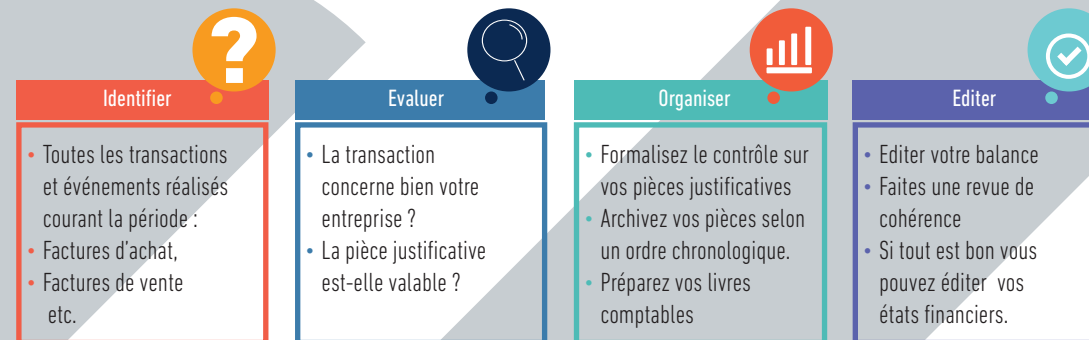 Identifier
• Toutes les transactions
et événements réalisés
courant la période :
• Factures d'achat,
• Factures de vente
etc.
Evaluer
• La transaction
concerne bien votre
entreprise ?
• La pièce justificative
est-elle valable ?
Organiser
• Formalisez le contrôle sur
vos pièces justificatives
• Archivez vos pièces selon
un ordre chronologique.
• Préparez vos livres
comptables
Editer
• Editer votre balance
• Faites une revue de
cohérence
• Si tout est bon vous
pouvez éditer vos
états financiers.